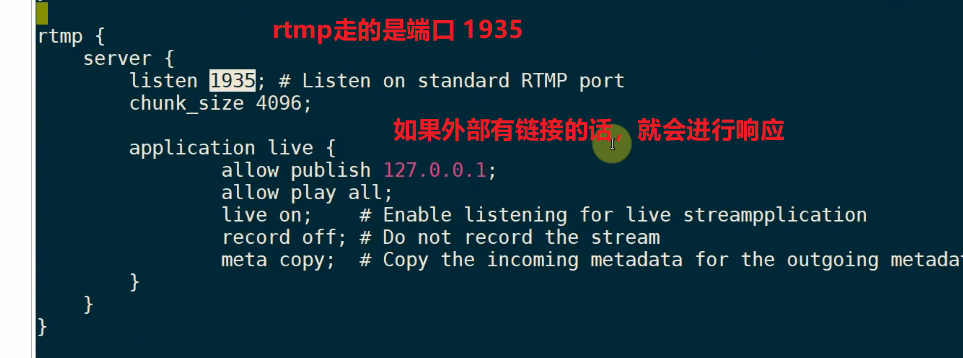 rtmp {
rtmp走的是端口 1935
server {
listen 1935; # Listen on standard RTMP port
chunk_size 4096;
如果外部有链接的话，就会进行响应
application live {
allow publish 127.0.0.1;
allow play all;
live on; # Enable listening for live streampplication
record off; # Do not record the stream
meta copy; # Copy the incoming metadata for the outgoing metada
}
}
}